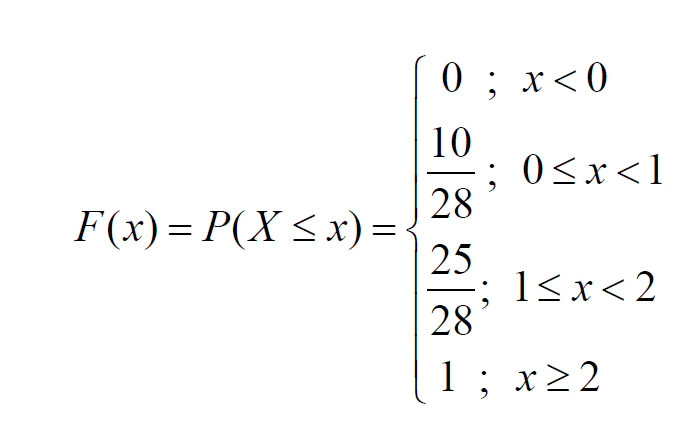 0 ; x < 0
10/28 ; 0 ≤ x < 1
F(x) = P(X ≤ x) =
25/28 ; 1 ≤ x < 2
1 ; x ≥ 2